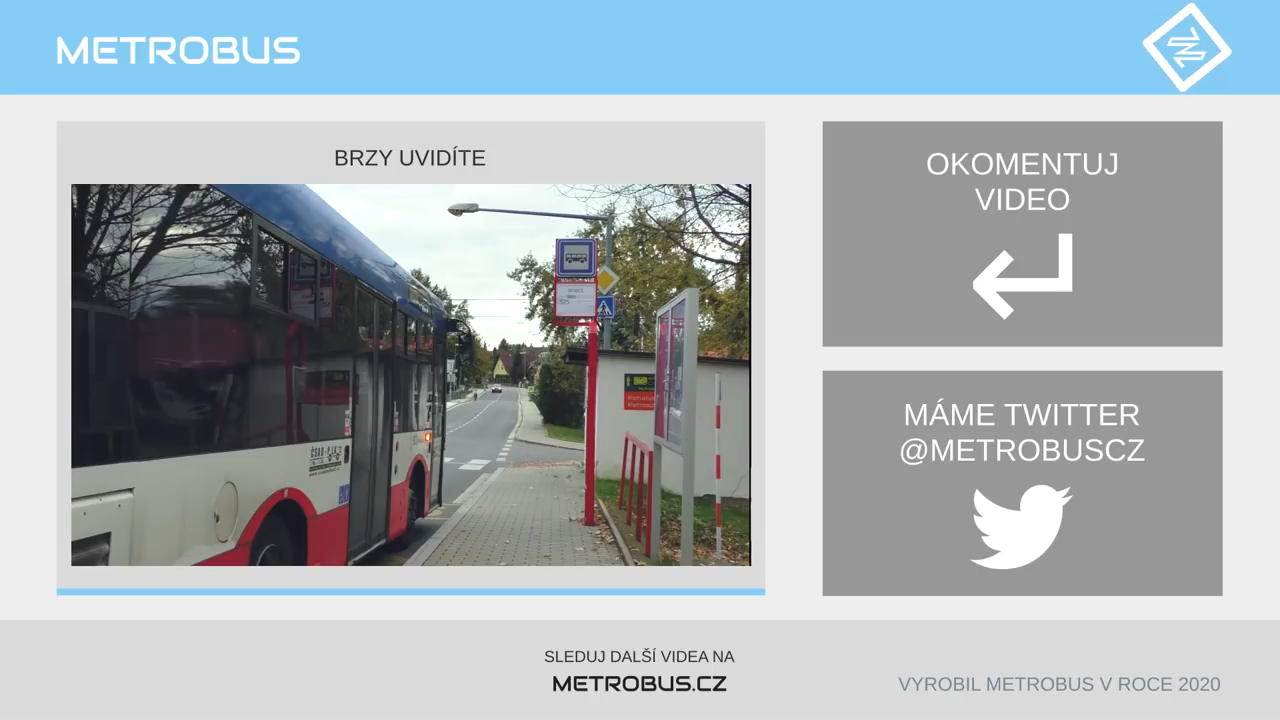 METROBUS
BRZY UVIDÍTE
OKOMENTUJ
VIDEO
MÁME TWITTER
@METROBUSCZ
SLEDUJ DALŠÍ VIDEA NA
METROBUS.CZ
VYROBIL METROBUS V ROCE 2020